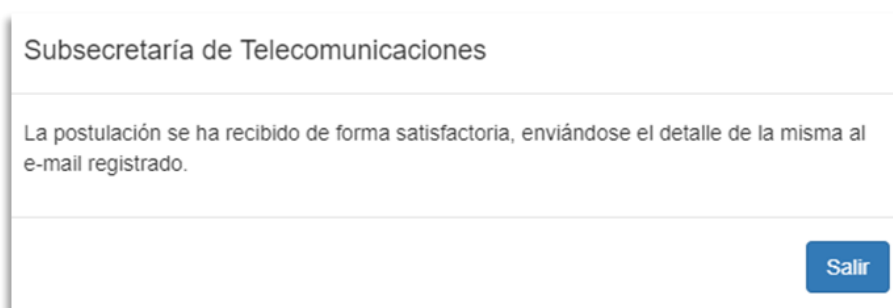 Subsecretaría de Telecomunicaciones
La postulación se ha recibido de forma satisfactoria, enviándose el detalle de la misma al
e-mail registrado.
Salir